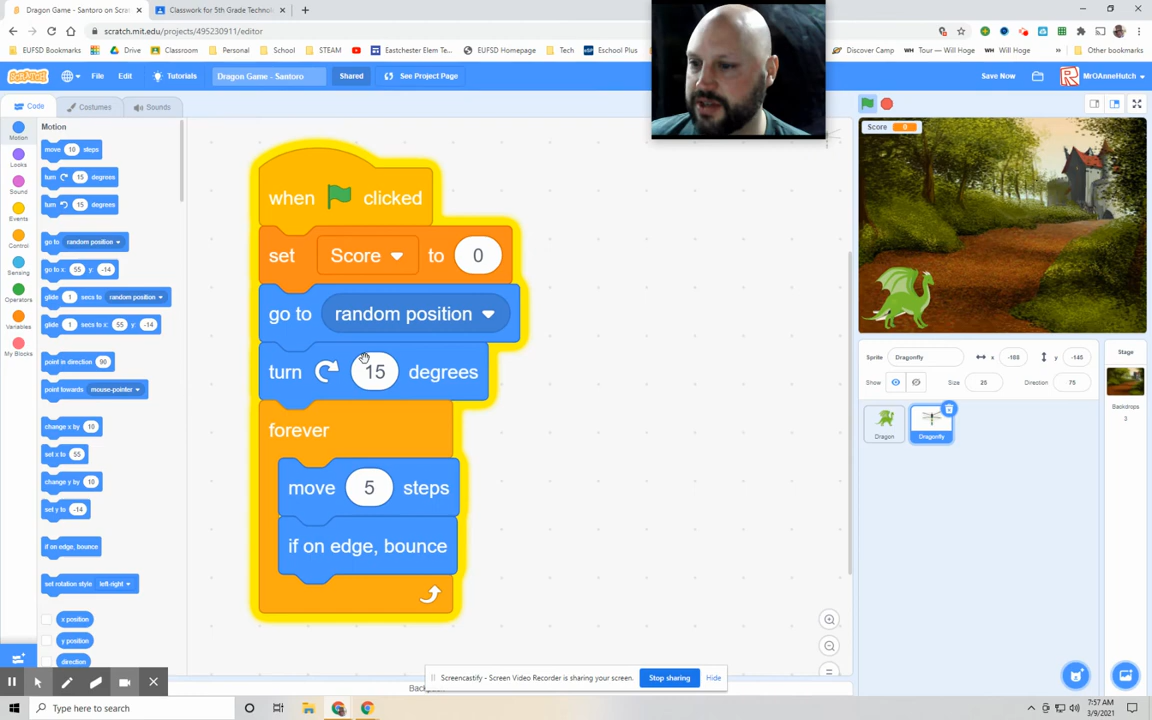 Dragon Game - Santoro on Scratch
Classwork for 5th Grade Technol
scratch.mit.edu/projects/495230911/editor
EUFSD Bookmarks
Drive
Classroom
Personal
School
STEAM
Eastchester Elem Te...
EUFSD Homepage
Tech
Eschool Plus
Discover Camp
Tour — Will Hoge
Will Hoge
Other bookmarks
SCRATCH
File
Edit
Tutorials
Dragon Game - Santoro
Shared
See Project Page
Save Now
MrOAnneHutch
Code
Costumes
Sounds
Motion
Looks
Sound
Events
Control
Sensing
Operators
Variables
My Blocks
Motion
move 10 steps
turn 15 degrees
turn 15 degrees
go to random position
go to x: 55 y: -14
glide 1 secs to random position
glide 1 secs to x: 55 y: -14
point in direction 90
point towards mouse-pointer
change x by 10
set x to 55
change y by 10
set y to -14
if on edge, bounce
set rotation style left-right
x position
y position
direction
when clicked
set Score to 0
go to random position
turn 15 degrees
forever
move 5 steps
if on edge, bounce
Score 0
Sprite Dragonfly x -168 y -145
Show Size 25 Direction 75
Dragon
Dragonfly
Stage
Backdrops
3
Screencastify - Screen Video Recorder is sharing your screen.
Stop sharing
Hide
Type here to search
7:57 AM
3/9/2021